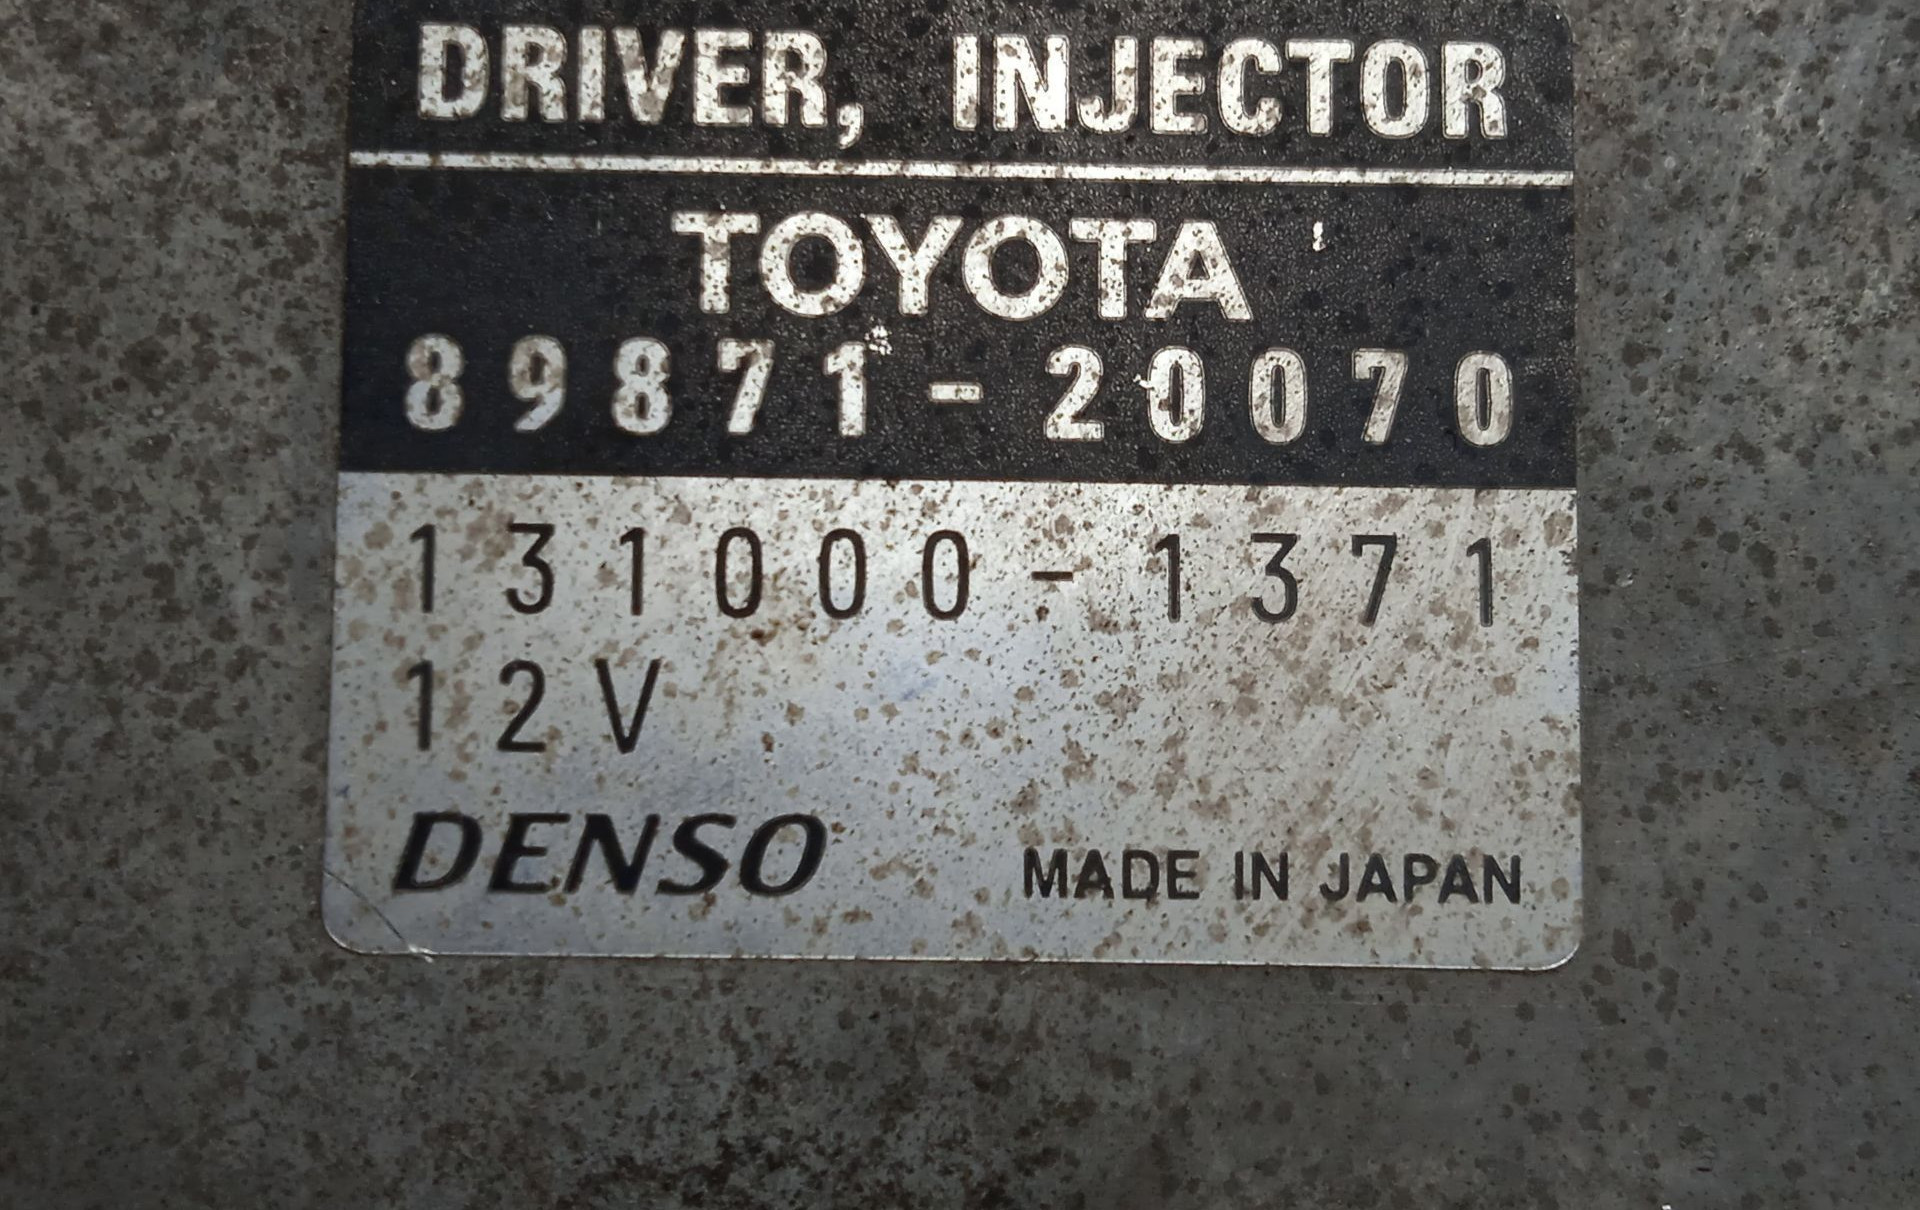 DRIVER, INJECTOR
TOYOTA
89871-20070
131000-1371
12V
DENSO MADE IN JAPAN